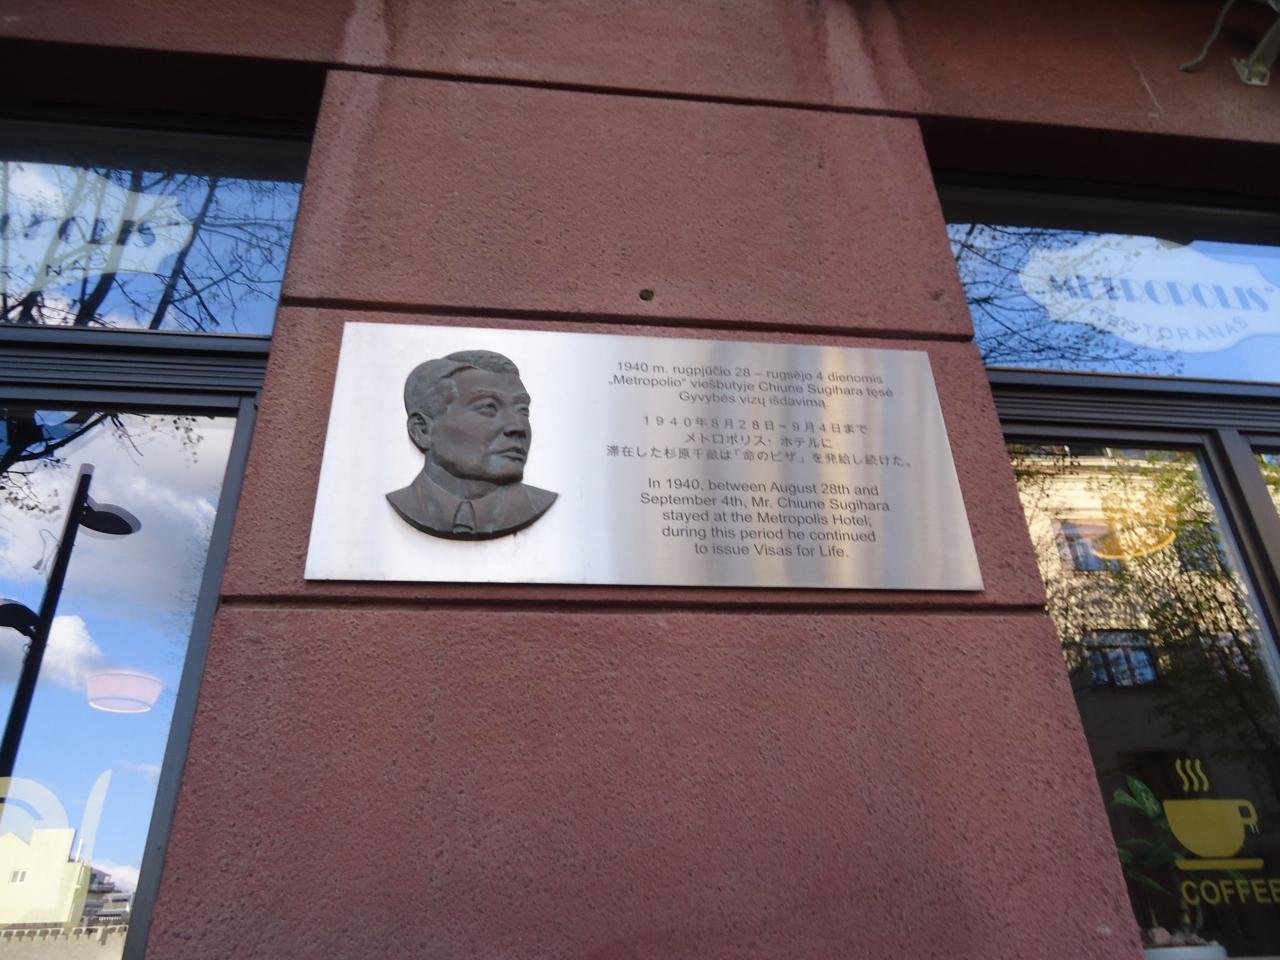 1940 m. rugpjūčio 28 – rugsėjo 4 dienomis
„Metropolio" viešbutyje Chiune Sugihara tęsė
Gyvybės vizų išdavimą.
1940年8月28日-9月4日まで
メトロポリス・ホテルに
滞在した杉原千畝は「命のビザ」を発給し続けた。
In 1940, between August 28th and
September 4th, Mr. Chiune Sugihara
stayed at the Metropolis Hotel;
during this period he continued
to issue Visas for Life.
METROPOLIS
RESTORANAS
COFFEE